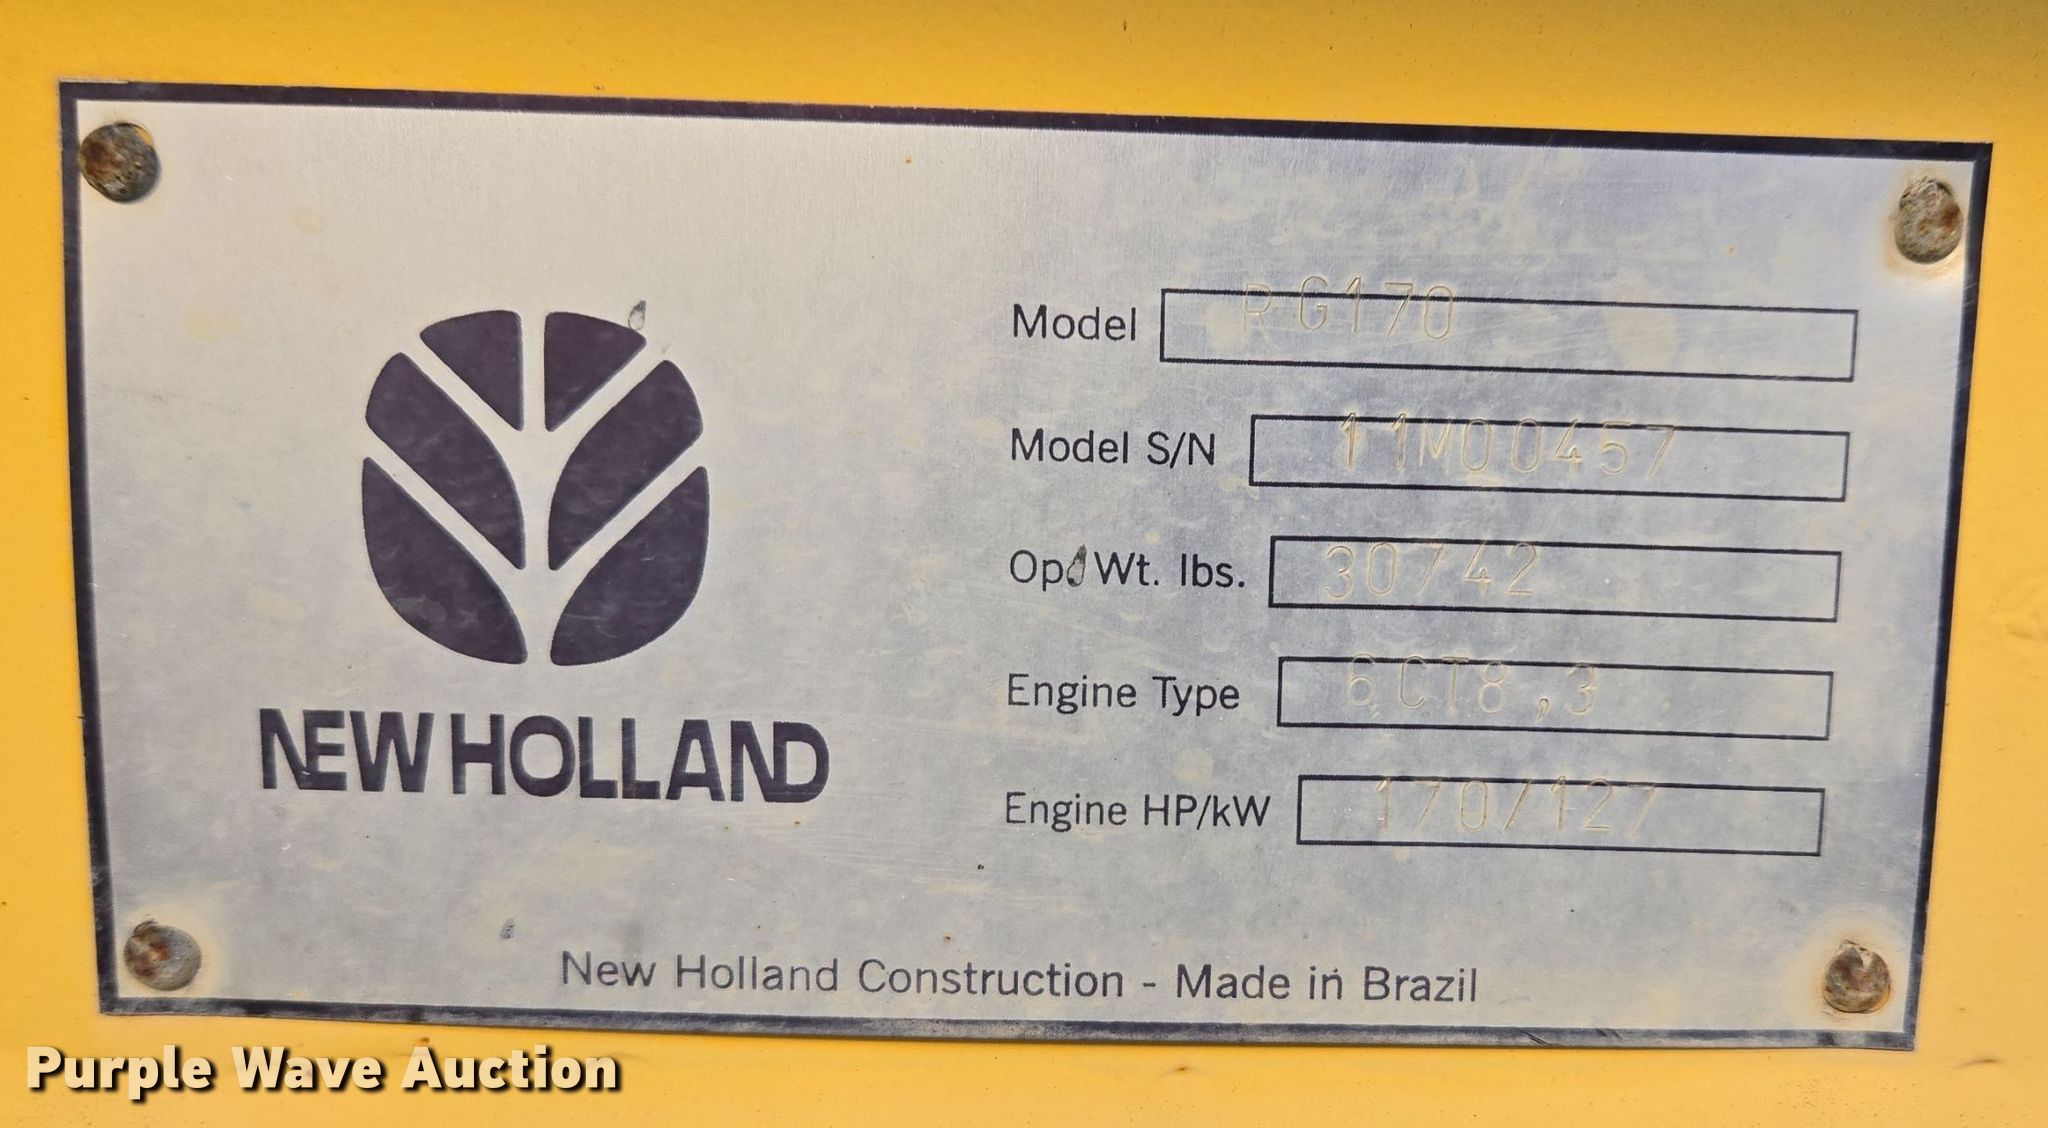 Model RG170
Model S/N 11M00457
Op. Wt. lbs. 30742
Engine Type 6CT8,3
Engine HP/kW 170/127
NEW HOLLAND
New Holland Construction - Made in Brazil
Purple Wave Auction